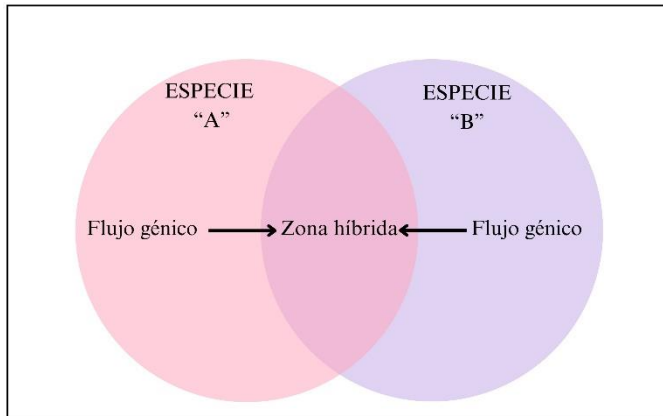 ESPECIE
“A”
ESPECIE
“B”
Flujo génico
Zona híbrida
Flujo génico